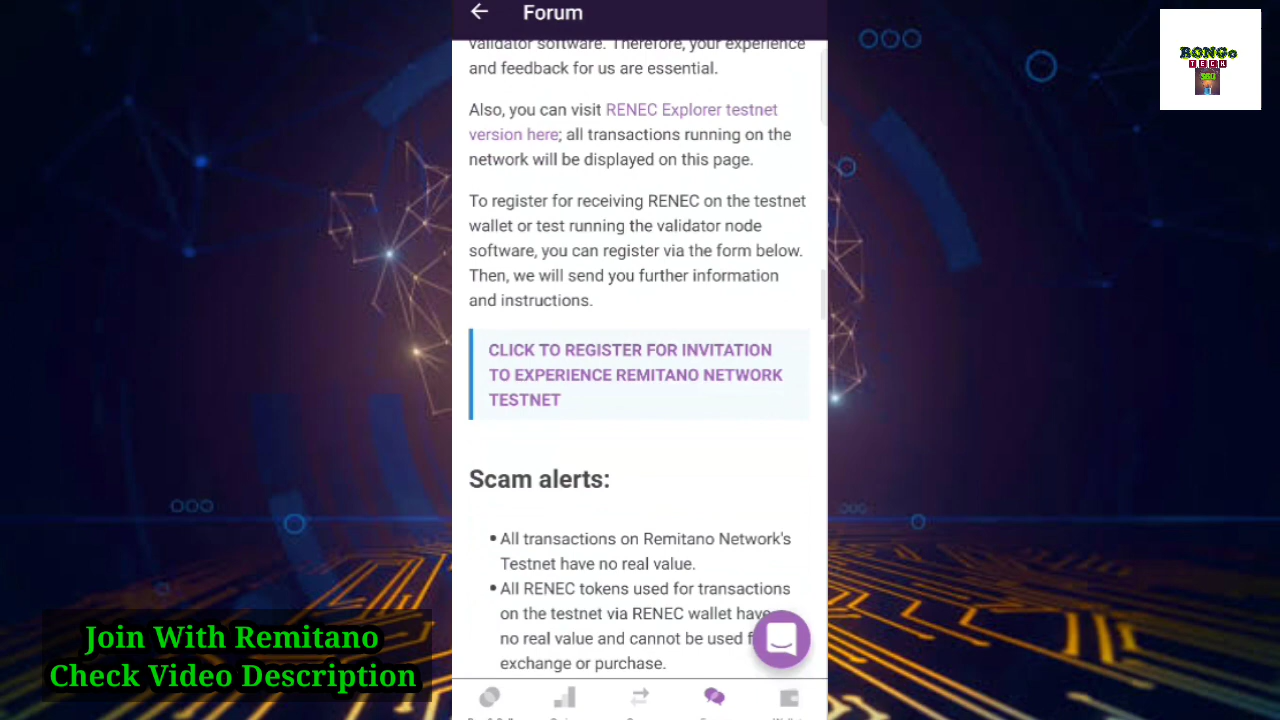 Forum
validator software. Therefore, your experience
and feedback for us are essential.
Also, you can visit RENEC Explorer testnet
version here; all transactions running on the
network will be displayed on this page.
To register for receiving RENEC on the testnet
wallet or test running the validator node
software, you can register via the form below.
Then, we will send you further information
and instructions.
CLICK TO REGISTER FOR INVITATION
TO EXPERIENCE REMITANO NETWORK
TESTNET
Scam alerts:
• All transactions on Remitano Network's
Testnet have no real value.
• All RENEC tokens used for transactions
on the testnet via RENEC wallet have
no real value and cannot be used
exchange or purchase.
BONGo
TECH
Join With Remitano
Check Video Description